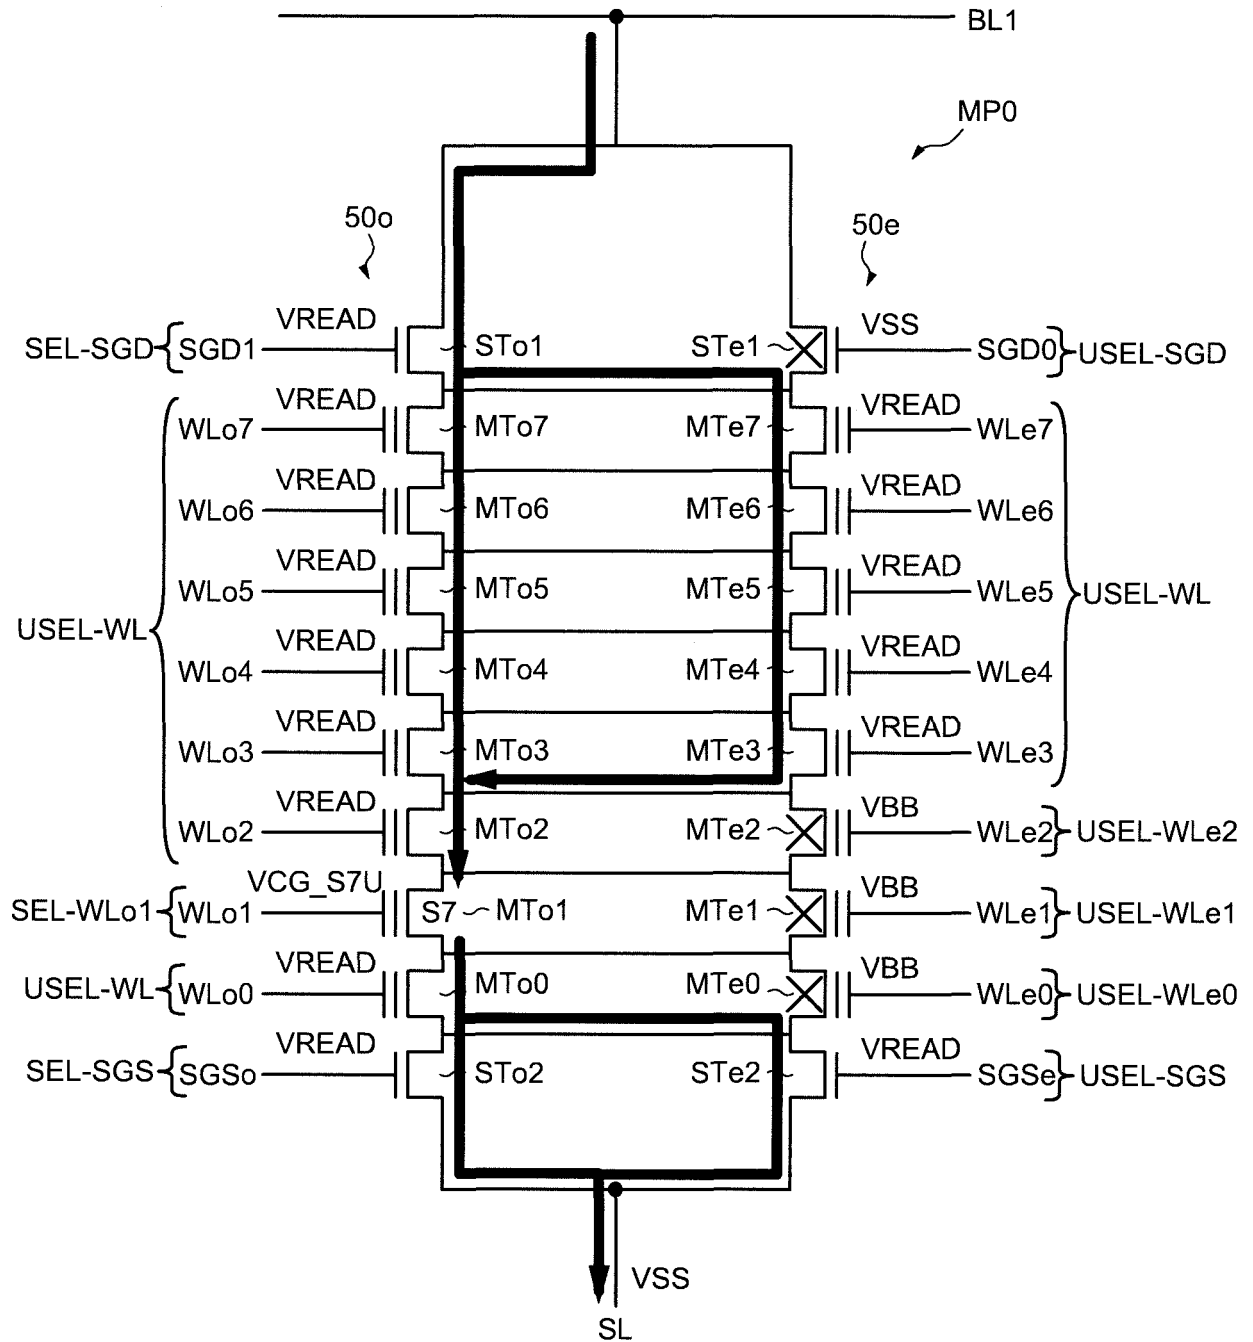 BL1
MP0
50o
50e
VREAD
VSS
SEL-SGD SGD1 STo1 STe1 SGD0 USEL-SGD
VREAD
VREAD
WLo7 MTo7 MTe7 WLe7
VREAD
VREAD
WLo6 MTo6 MTe6 WLe6
VREAD
VREAD
WLo5 MTo5 MTe5 WLe5
USEL-WL
USEL-WL
VREAD
VREAD
WLo4 MTo4 MTe4 WLe4
VREAD
VREAD
WLo3 MTo3 MTe3 WLe3
VREAD
VBB
WLo2 MTo2 MTe2 WLe2 USEL-WLe2
VCG_S7U
VBB
SEL-WLo1 WLo1 S7 MTo1 MTe1 WLe1 USEL-WLe1
VREAD
VBB
USEL-WL WLo0 MTo0 MTe0 WLe0 USEL-WLe0
VREAD
VREAD
SEL-SGS SGSo STo2 STe2 SGSe USEL-SGS
VSS
SL